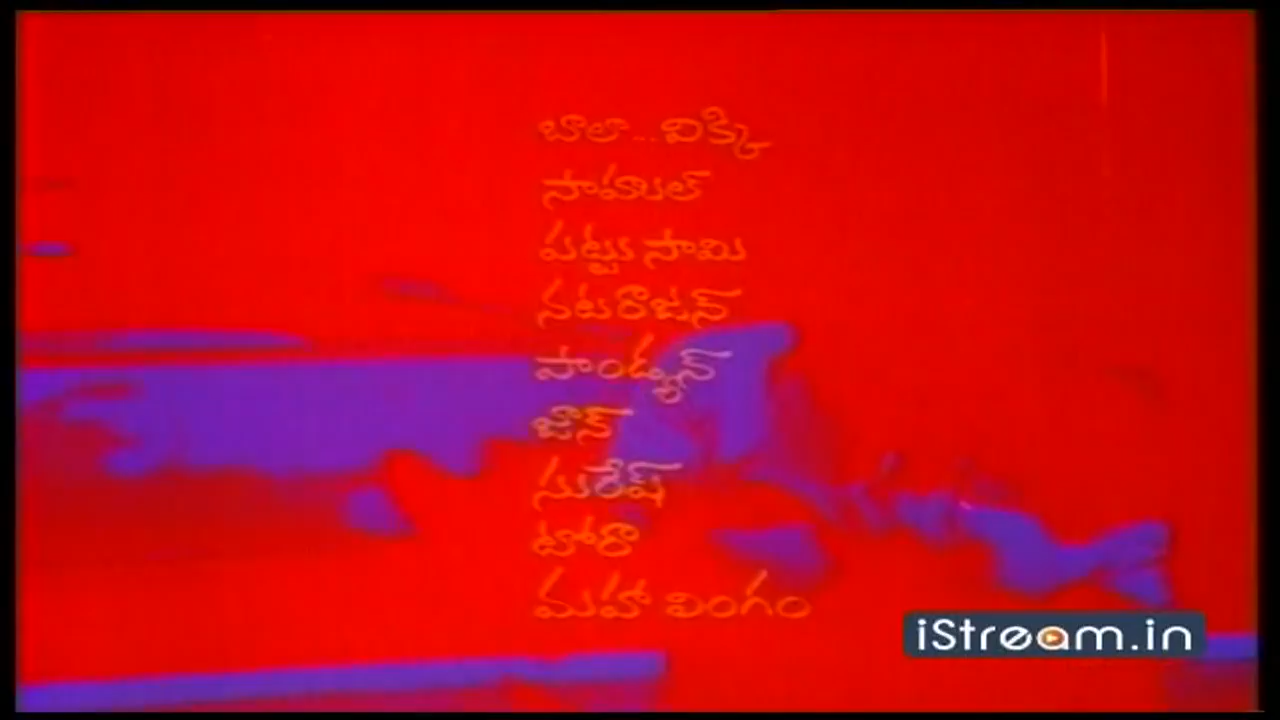 బాలా... విక్కి
సాహుల్
పట్టు సామి
నటరాజన్
పాండ్యన్
జాన్
సురేష్
టోరా
మహా లింగం
iStream.in